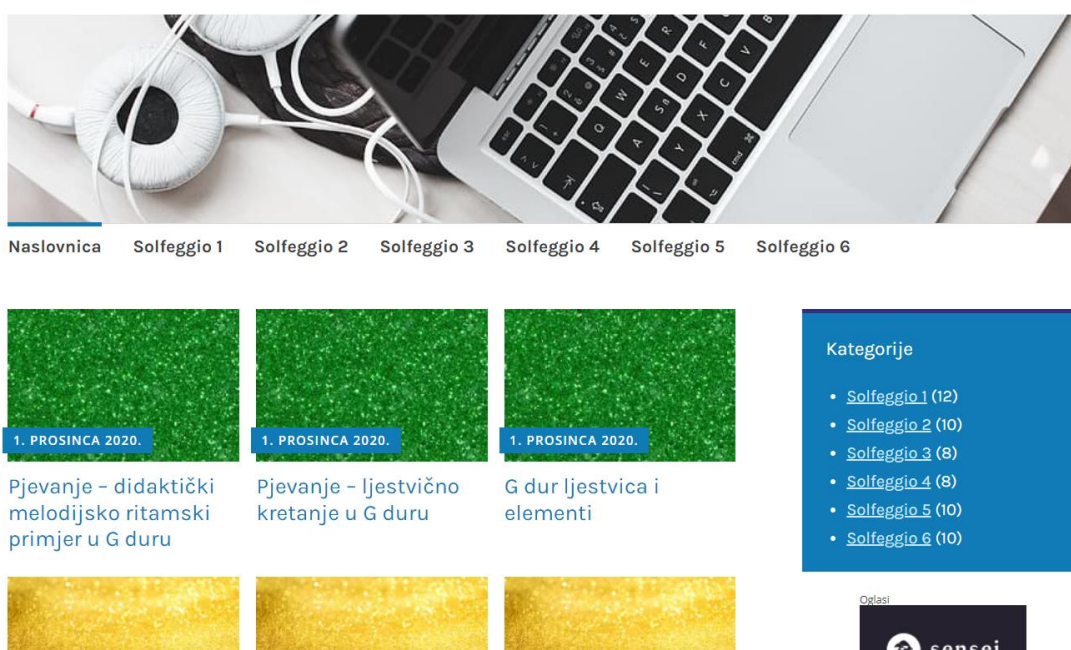 Naslovnica Solfeggio 1 Solfeggio 2 Solfeggio 3 Solfeggio 4 Solfeggio 5 Solfeggio 6
1. PROSINCA 2020.
Pjevanje – didaktički
melodijsko ritamski
primjer u G duru
1. PROSINCA 2020.
Pjevanje – ljestvično
kretanje u G duru
1. PROSINCA 2020.
G dur ljestvica i
elementi
Kategorije
Solfeggio 1 (12)
Solfeggio 2 (10)
Solfeggio 3 (8)
Solfeggio 4 (8)
Solfeggio 5 (10)
Solfeggio 6 (10)
Oglasi
sensei